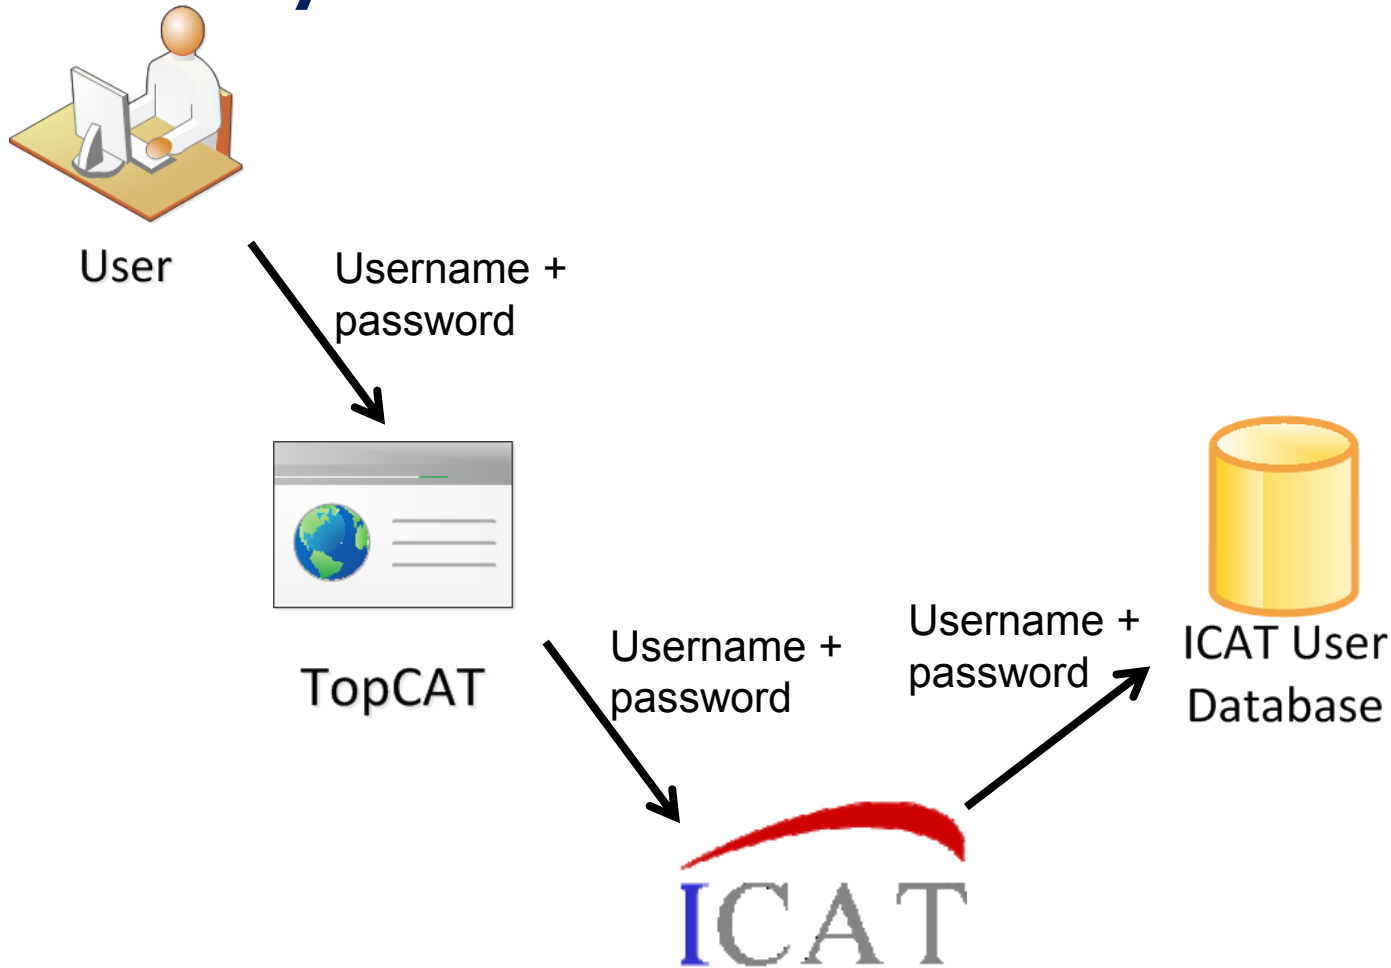 User
Username +
password
TopCAT
Username +
password
Username +
password
ICAT User
Database
ICAT